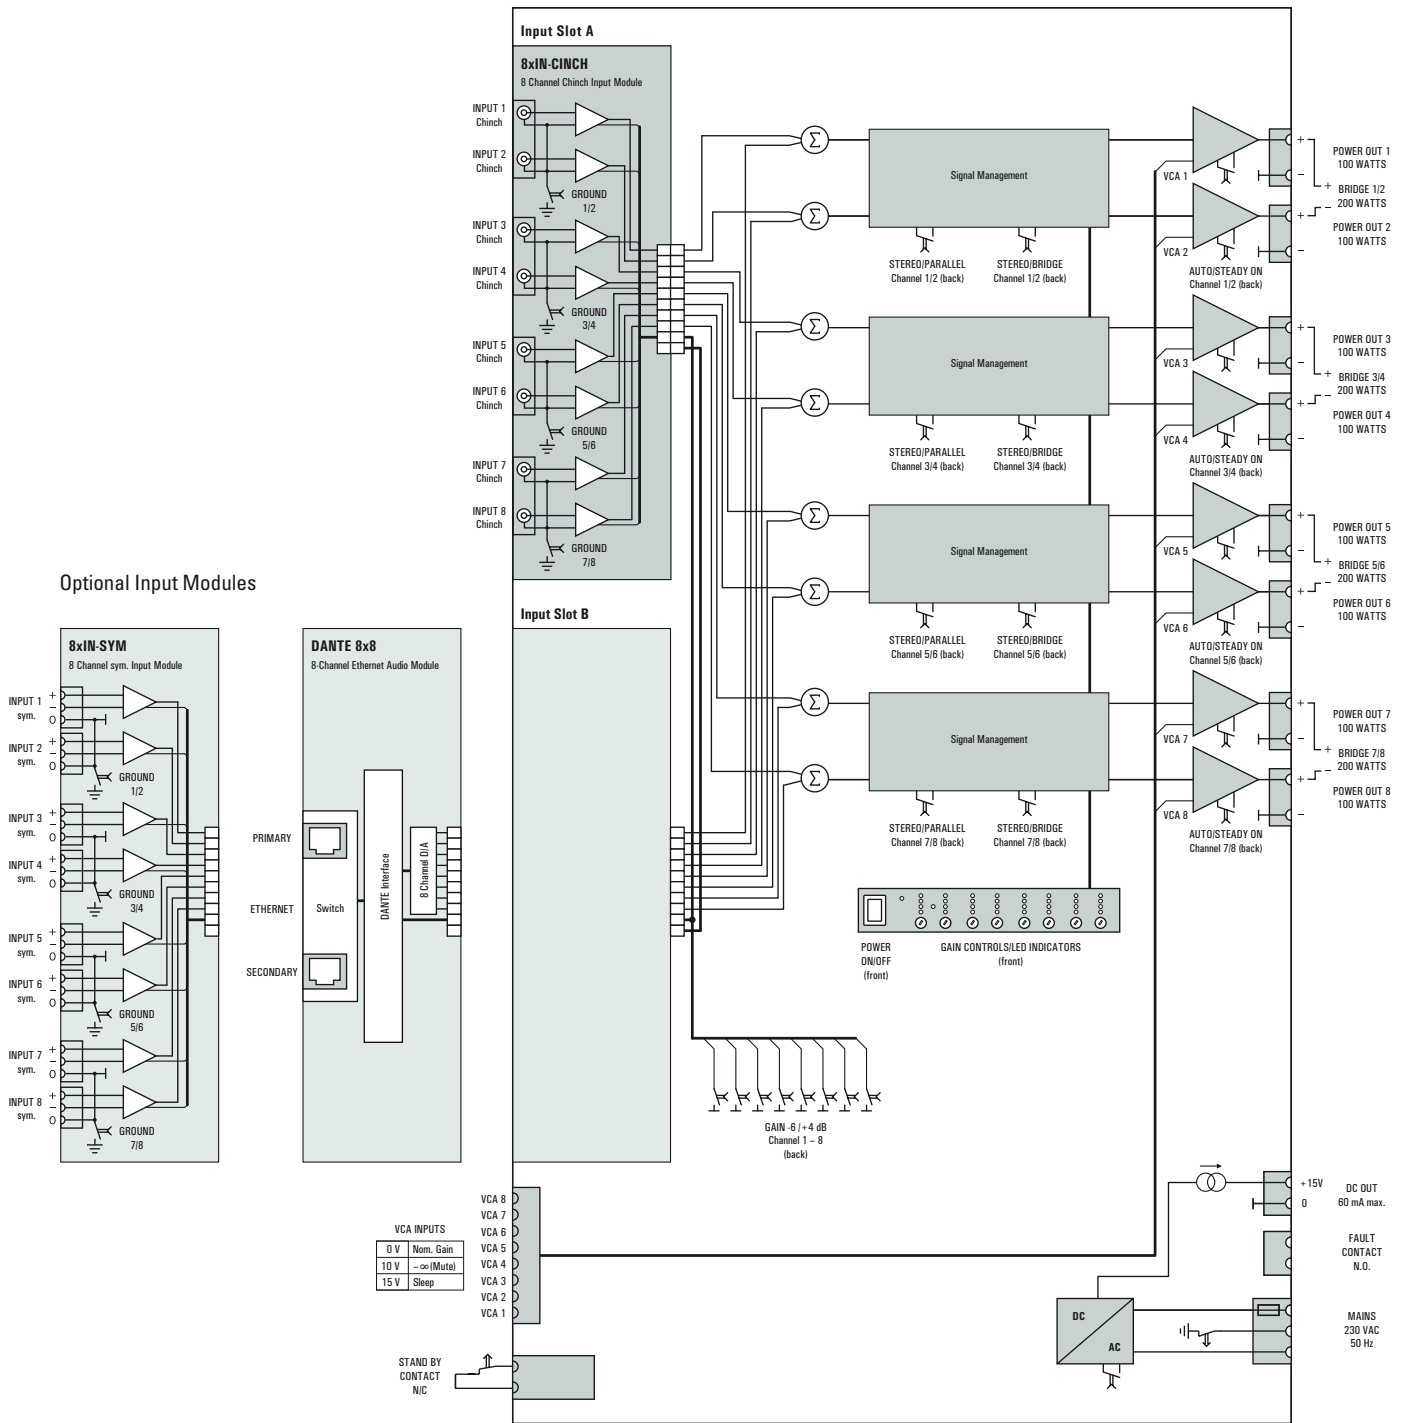 Input Slot A
8xIN-CINCH
8 Channel Chinch Input Module
INPUT 1
Chinch
INPUT 2
Chinch
GROUND
1/2
INPUT 3
Chinch
INPUT 4
Chinch
GROUND
3/4
INPUT 5
Chinch
INPUT 6
Chinch
GROUND
5/6
INPUT 7
Chinch
INPUT 8
Chinch
GROUND
7/8
Σ
Σ
Signal Management
STEREO/PARALLEL
Channel 1/2 (back)
STEREO/BRIDGE
Channel 1/2 (back)
VCA 1
VCA 2
AUTO/STEADY ON
Channel 1/2 (back)
+
−
+
−
POWER OUT 1
100 WATTS
+ BRIDGE 1/2
− 200 WATTS
POWER OUT 2
100 WATTS
Σ
Σ
Signal Management
STEREO/PARALLEL
Channel 3/4 (back)
STEREO/BRIDGE
Channel 3/4 (back)
VCA 3
VCA 4
AUTO/STEADY ON
Channel 3/4 (back)
+
−
+
−
POWER OUT 3
100 WATTS
+ BRIDGE 3/4
− 200 WATTS
POWER OUT 4
100 WATTS
Σ
Σ
Signal Management
STEREO/PARALLEL
Channel 5/6 (back)
STEREO/BRIDGE
Channel 5/6 (back)
VCA 5
VCA 6
AUTO/STEADY ON
Channel 5/6 (back)
+
−
+
−
POWER OUT 5
100 WATTS
+ BRIDGE 5/6
− 200 WATTS
POWER OUT 6
100 WATTS
Σ
Σ
Signal Management
STEREO/PARALLEL
Channel 7/8 (back)
STEREO/BRIDGE
Channel 7/8 (back)
VCA 7
VCA 8
AUTO/STEADY ON
Channel 7/8 (back)
+
−
+
−
POWER OUT 7
100 WATTS
+ BRIDGE 7/8
− 200 WATTS
POWER OUT 8
100 WATTS
Optional Input Modules
8xIN-SYM
8 Channel sym. Input Module
INPUT 1
sym.
+
−
0
INPUT 2
sym.
+
−
0
GROUND
1/2
INPUT 3
sym.
+
−
0
INPUT 4
sym.
+
−
0
GROUND
3/4
INPUT 5
sym.
+
−
0
INPUT 6
sym.
+
−
0
GROUND
5/6
INPUT 7
sym.
+
−
0
INPUT 8
sym.
+
−
0
GROUND
7/8
DANTE 8x8
8-Channel Ethernet Audio Module
PRIMARY
ETHERNET
SECONDARY
Switch
DANTE Interface
8 Channel D/A
Input Slot B
POWER
ON/OFF
(front)
GAIN CONTROLS/LED INDICATORS
(front)
GAIN -6 / +4 dB
Channel 1 – 8
(back)
VCA INPUTS
0 V Nom. Gain
10 V −∞ (Mute)
15 V Sleep
VCA 8
VCA 7
VCA 6
VCA 5
VCA 4
VCA 3
VCA 2
VCA 1
STAND BY
CONTACT
N/C
+15V
0
DC OUT
60 mA max.
FAULT
CONTACT
N.O.
DC
AC
MAINS
230 VAC
50 Hz